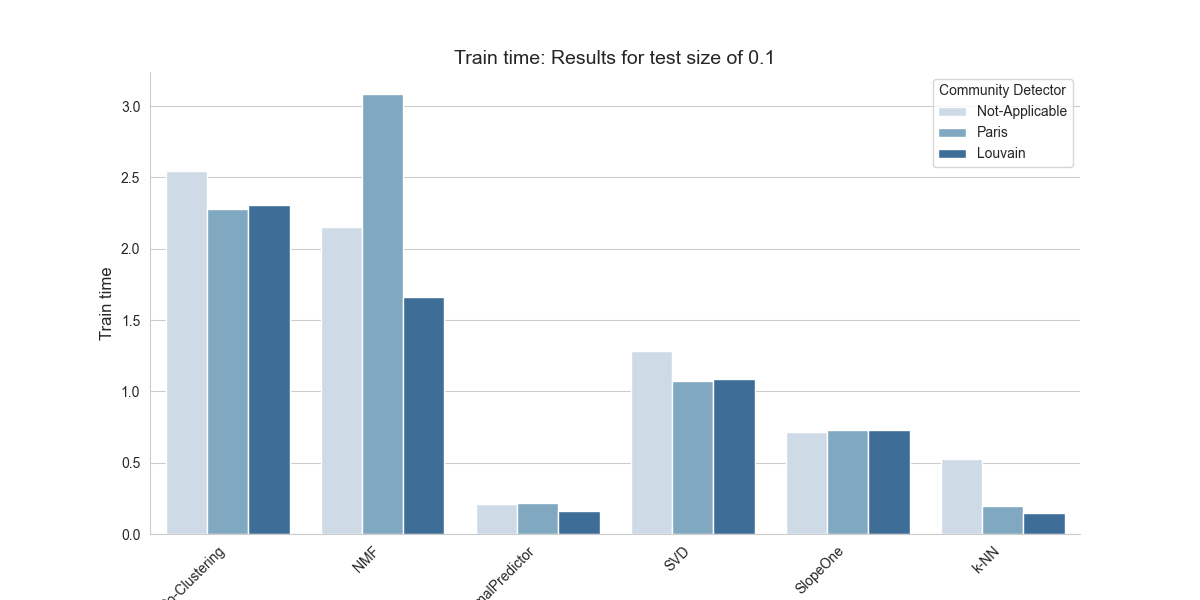 Train time: Results for test size of 0.1
Community Detector
Not-Applicable
Paris
Louvain
Train time
3.0
2.5
2.0
1.5
1.0
0.5
0.0
NMF
SVD
SlopeOne
k-NN